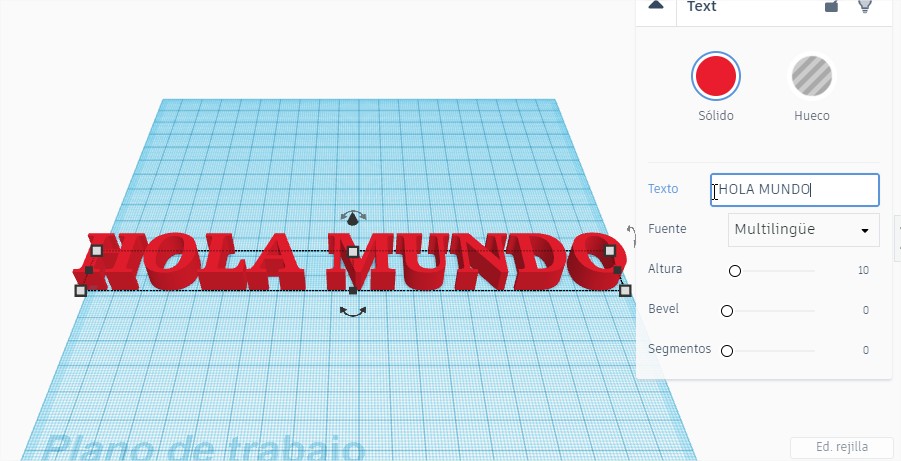 Text
Sólido Hueco
Texto HOLA MUNDO
Fuente Multilingüe
Altura 10
Bevel 0
Segmentos 0
HOLA MUNDO
Plano de trabajo
Ed. rejilla